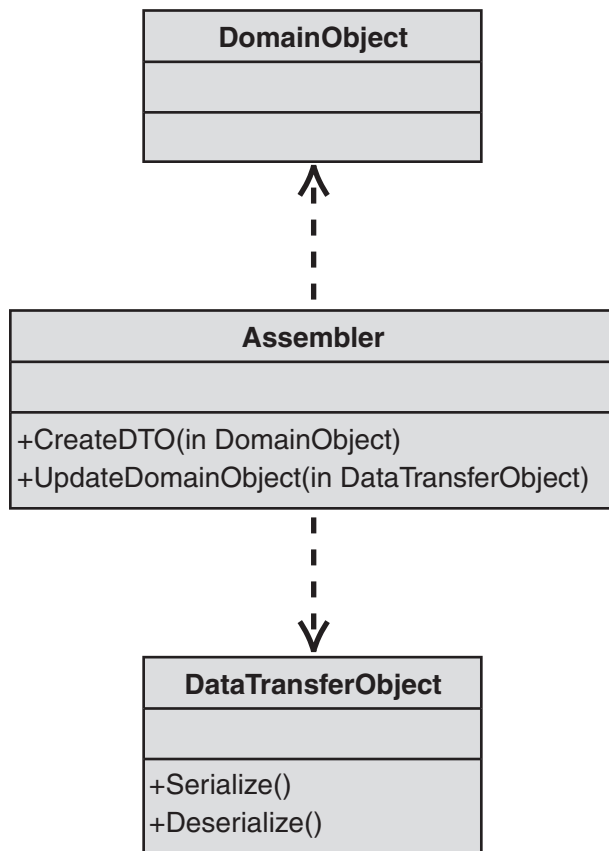 DomainObject
Assembler
+CreateDTO(in DomainObject)
+UpdateDomainObject(in DataTransferObject)
DataTransferObject
+Serialize()
+Deserialize()